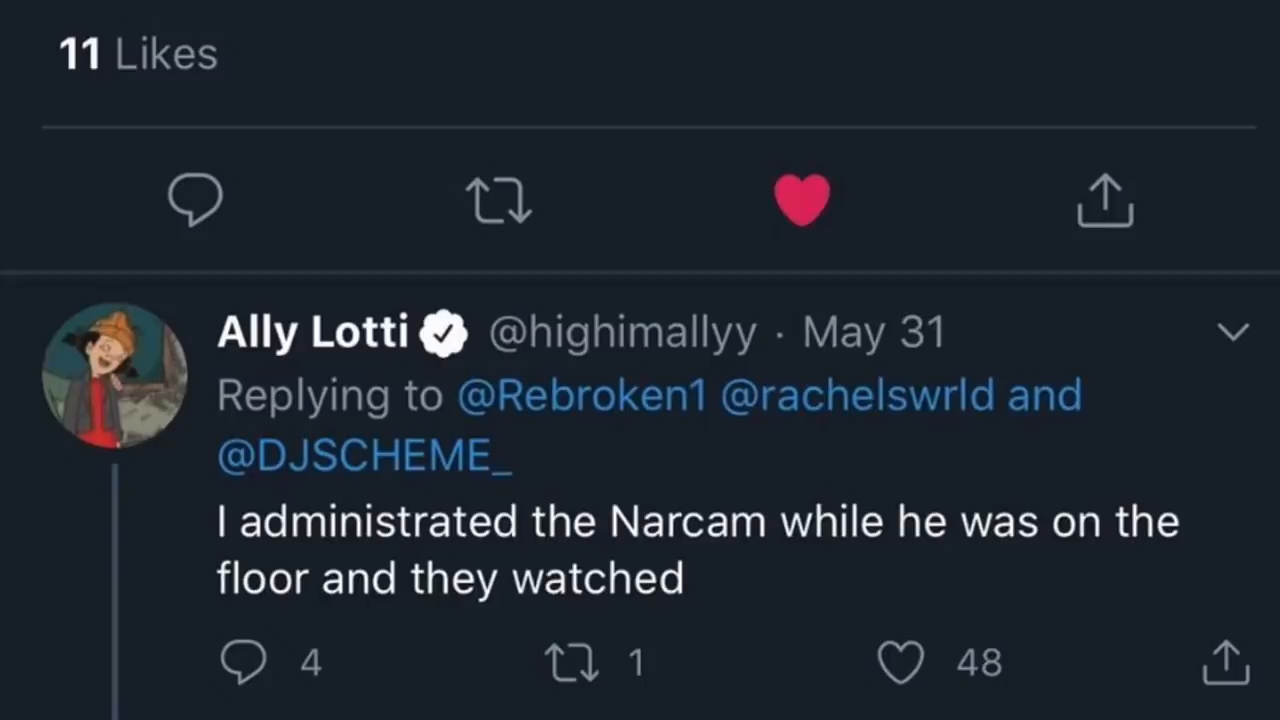 11 Likes
Ally Lotti @highimallyy · May 31
Replying to @Rebroken1 @rachelswrld and
@DJSCHEME_
I administrated the Narcam while he was on the
floor and they watched
4 1 48